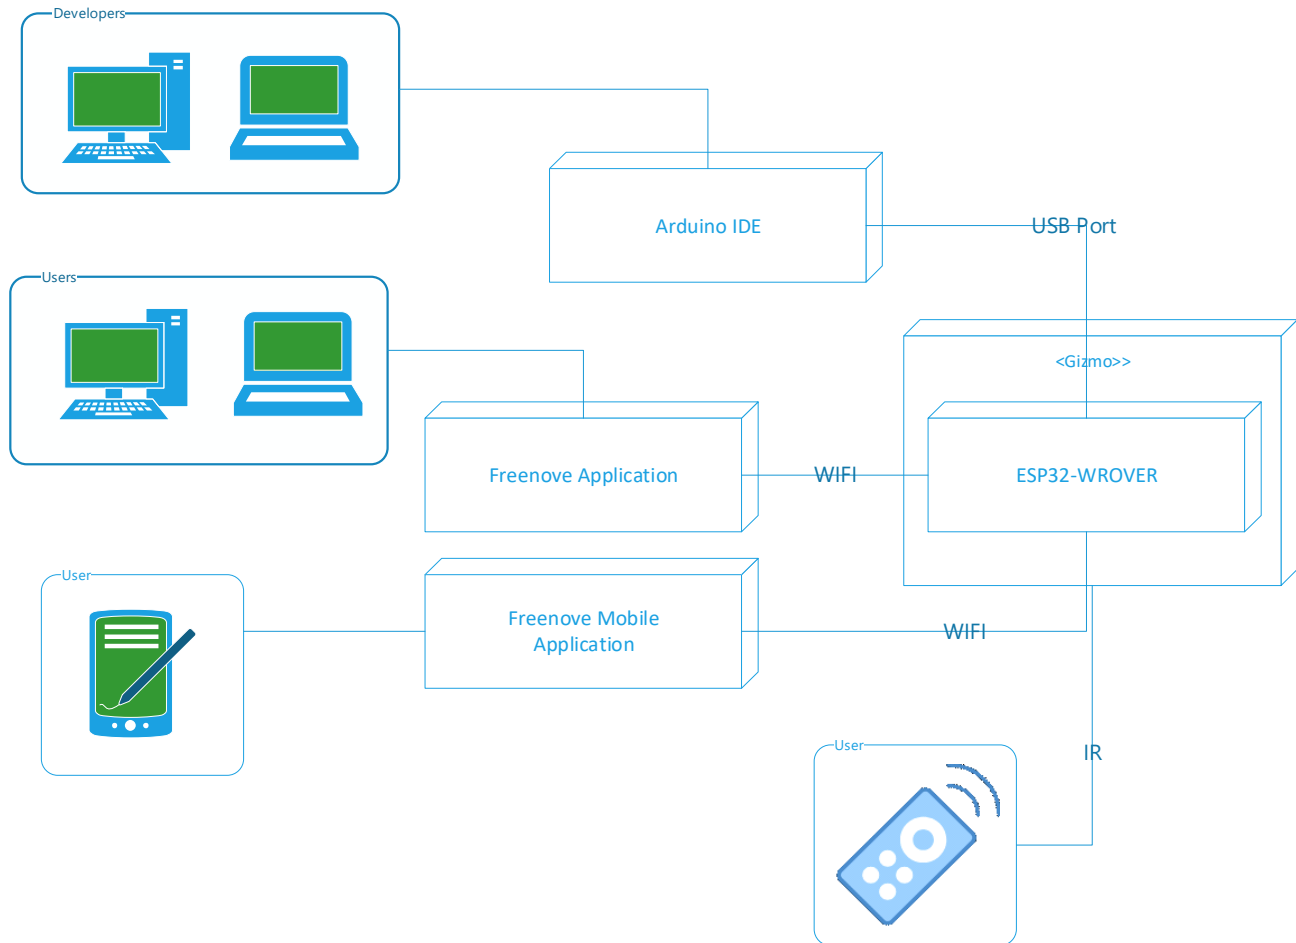 Developers
Arduino IDE
USB Port
Users
<Gizmo>>
Freenove Application
WIFI
ESP32-WROVER
User
Freenove Mobile
Application
WIFI
User
IR